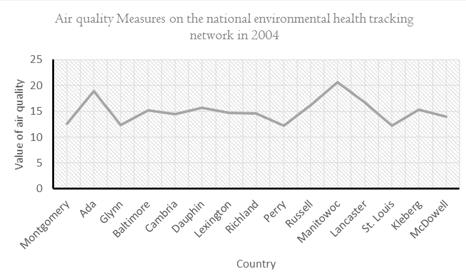 Air quality Measures on the national environmental health tracking
network in 2004
Value of air quality
25
20
15
10
5
0
Montgomery
Ada
Glynn
Baltimore
Cambria
Dauphin
Lexington
Richland
Perry
Russell
Manitowoc
Lancaster
St. Louis
Kleberg
McDowell
Country